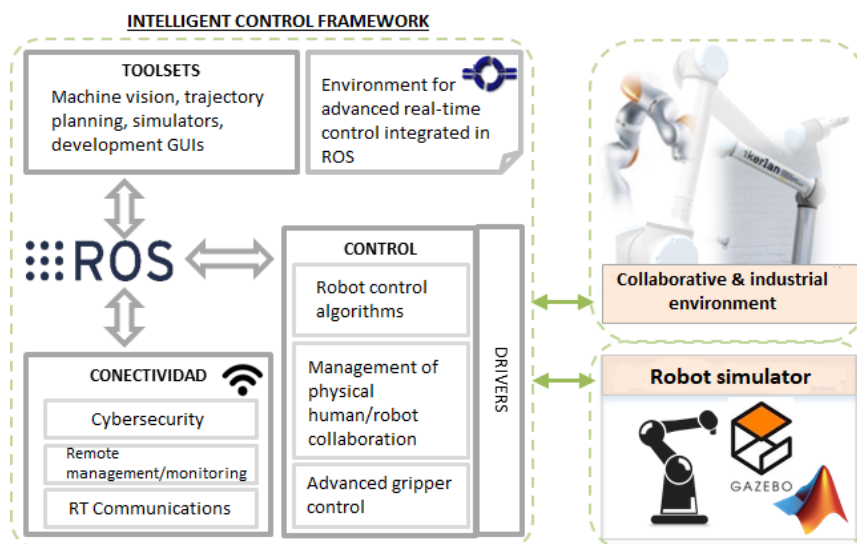 INTELLIGENT CONTROL FRAMEWORK
TOOLSETS
Machine vision, trajectory
planning, simulators,
development GUIs
Environment for
advanced real-time
control integrated in
ROS
ROS
CONTROL
Robot control
algorithms
Management of
physical
human/robot
collaboration
Advanced gripper
control
DRIVERS
CONECTIVIDAD
Cybersecurity
Remote
management/monitoring
RT Communications
ikerlan
Collaborative & industrial
environment
Robot simulator
GAZEBO